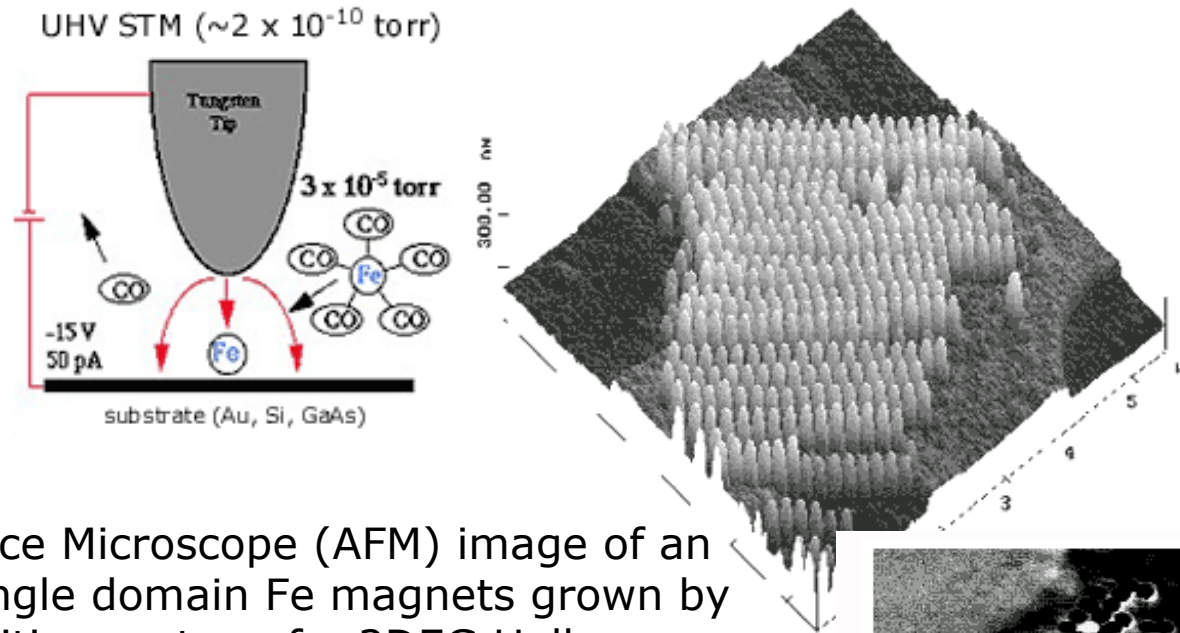 UHV STM (~2 x 10⁻¹⁰ torr)
Tungsten
Tip
3 x 10⁻⁵ torr
CO
CO
CO
Fe
CO
CO
CO
-15 V
50 pA
Fe
substrate (Au, Si, GaAs)
300.00
3
4
5
ce Microscope (AFM) image of an
ngle domain Fe magnets grown by